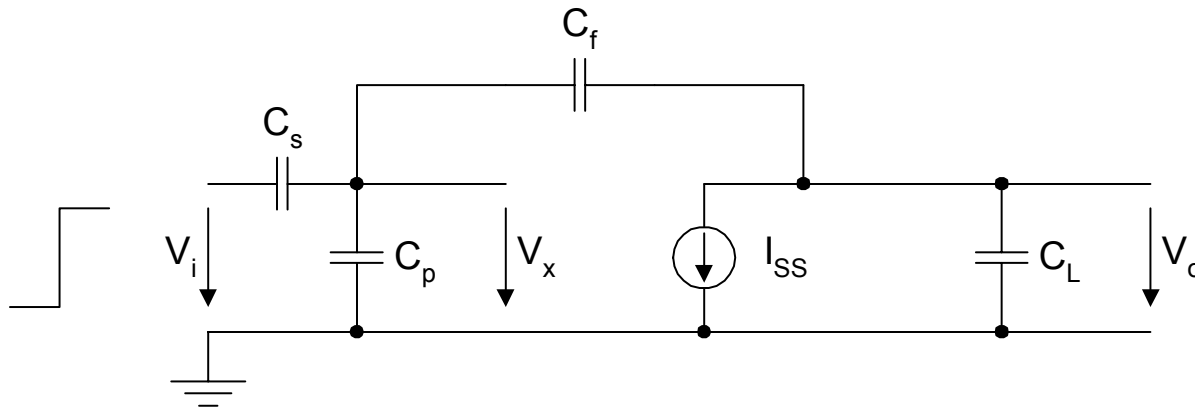 C_f
C_s
V_i
C_p
V_x
I_SS
C_L
V_o